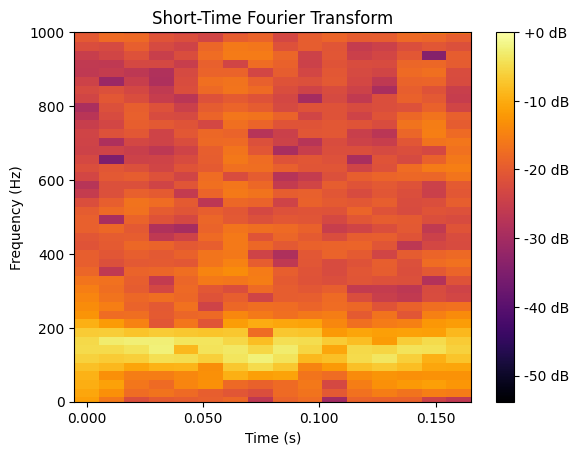 Short-Time Fourier Transform
1000
800
600
400
200
0
Frequency (Hz)
0.000
0.050
0.100
0.150
Time (s)
+0 dB
-10 dB
-20 dB
-30 dB
-40 dB
-50 dB